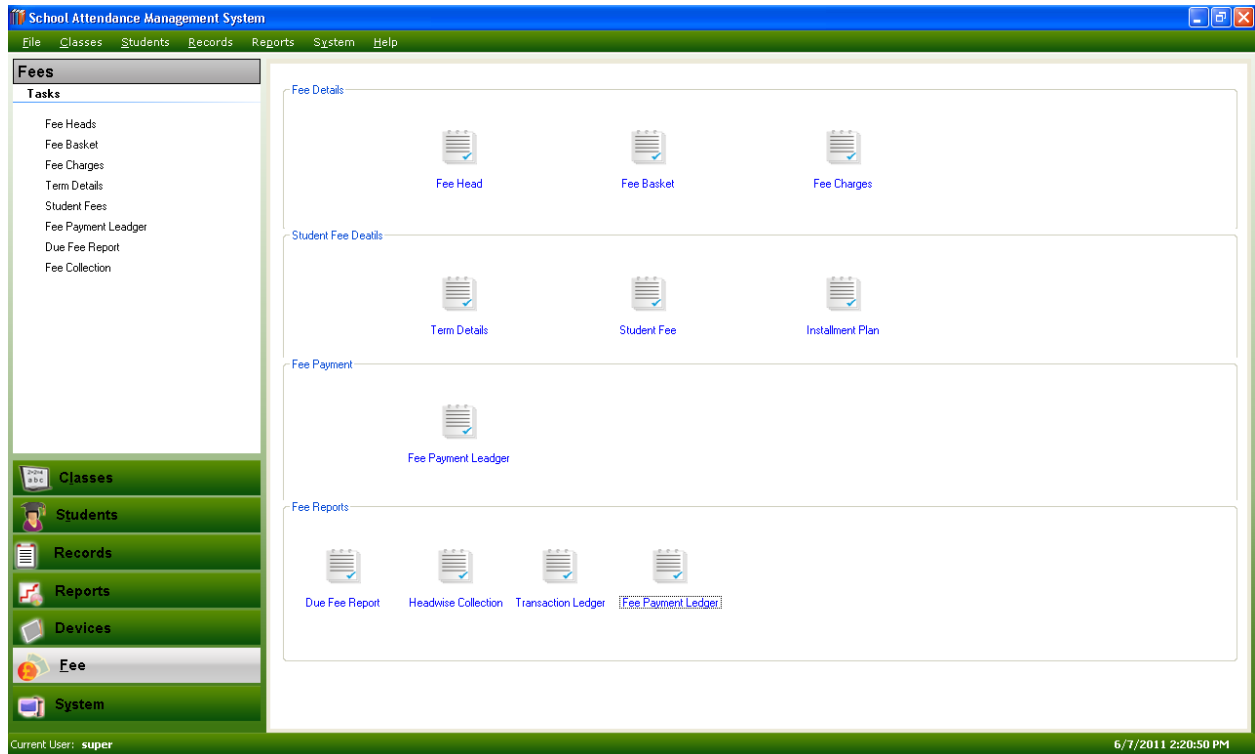 School Attendance Management System
File Classes Students Records Reports System Help
Fees
Tasks
Fee Heads
Fee Basket
Fee Charges
Term Details
Student Fees
Fee Payment Leadger
Due Fee Report
Fee Collection
Classes
Students
Records
Reports
Devices
Fee
System
Fee Details
Fee Head Fee Basket Fee Charges
Student Fee Deatils
Term Details Student Fee Installment Plan
Fee Payment
Fee Payment Leadger
Fee Reports
Due Fee Report Headwise Collection Transaction Ledger Fee Payment Ledger
Current User: super 6/7/2011 2:20:50 PM